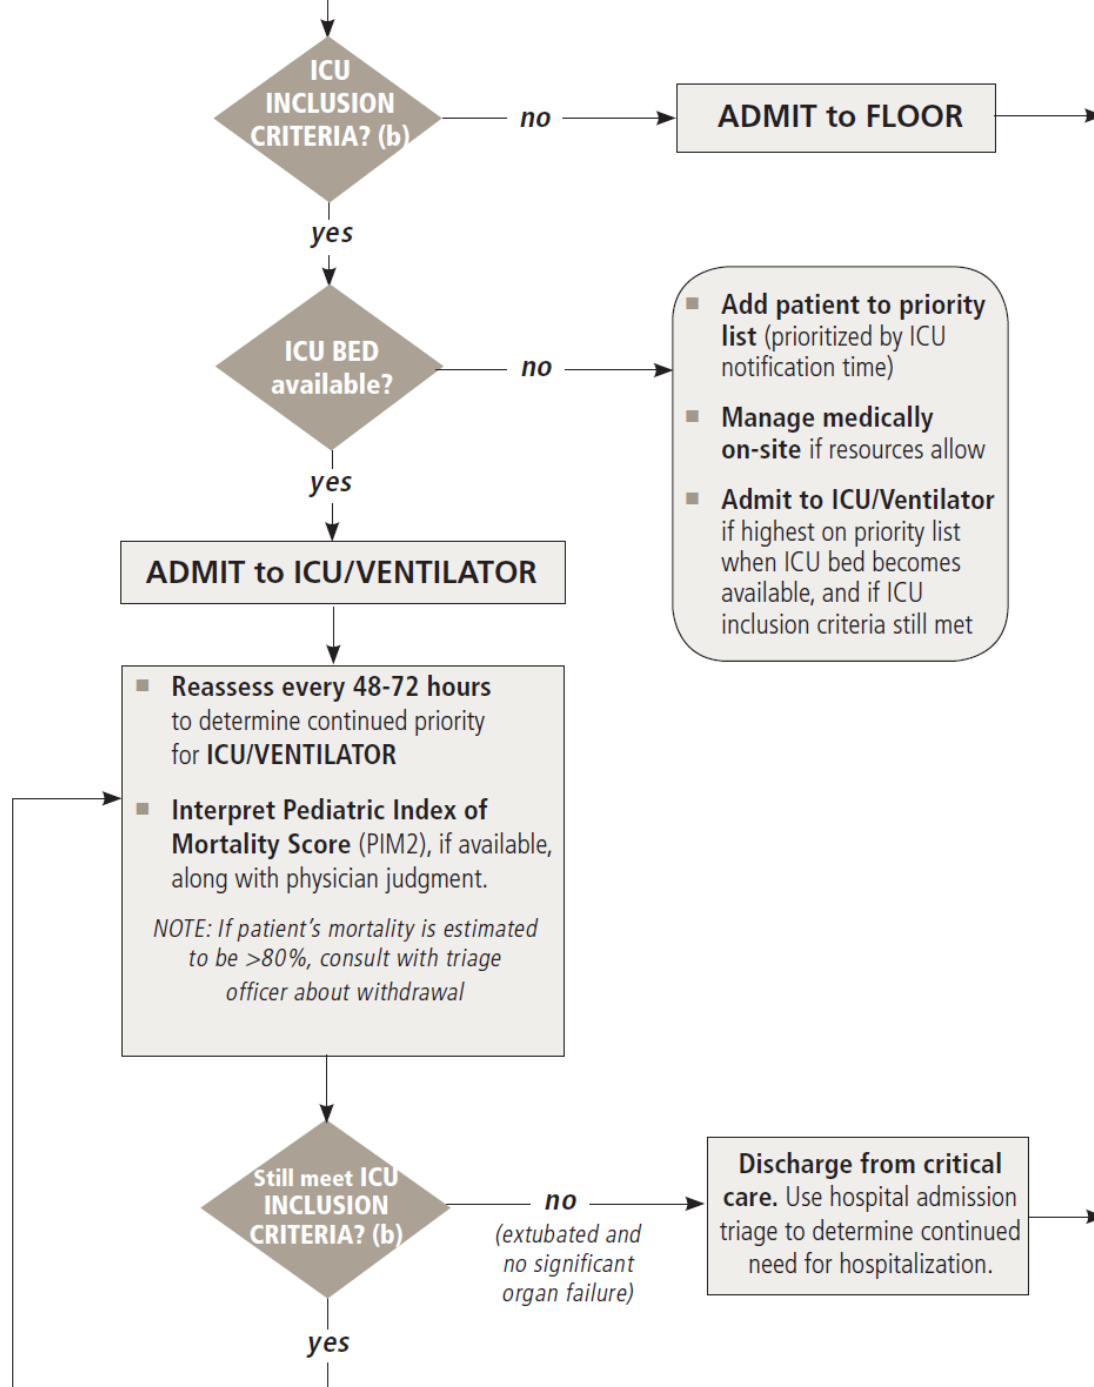 ICU
INCLUSION
CRITERIA? (b)
no
ADMIT to FLOOR
yes
ICU BED
available?
no
■ Add patient to priority
list (prioritized by ICU
notification time)
■ Manage medically
on-site if resources allow
■ Admit to ICU/Ventilator
if highest on priority list
when ICU bed becomes
available, and if ICU
inclusion criteria still met
yes
ADMIT to ICU/VENTILATOR
■ Reassess every 48-72 hours
to determine continued priority
for ICU/VENTILATOR
■ Interpret Pediatric Index of
Mortality Score (PIM2), if available,
along with physician judgment.
NOTE: If patient’s mortality is estimated
to be >80%, consult with triage
officer about withdrawal
Still meet ICU
INCLUSION
CRITERIA? (b)
no
(extubated and
no significant
organ failure)
Discharge from critical
care. Use hospital admission
triage to determine continued
need for hospitalization.
yes